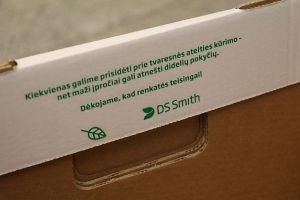 Kiekvienas galime prisidėti prie tvaresnės ateities kūrimo -
net maži įpročiai gali atnešti didelių pokyčių.
Dėkojame, kad renkatės teisingai!
DS Smith